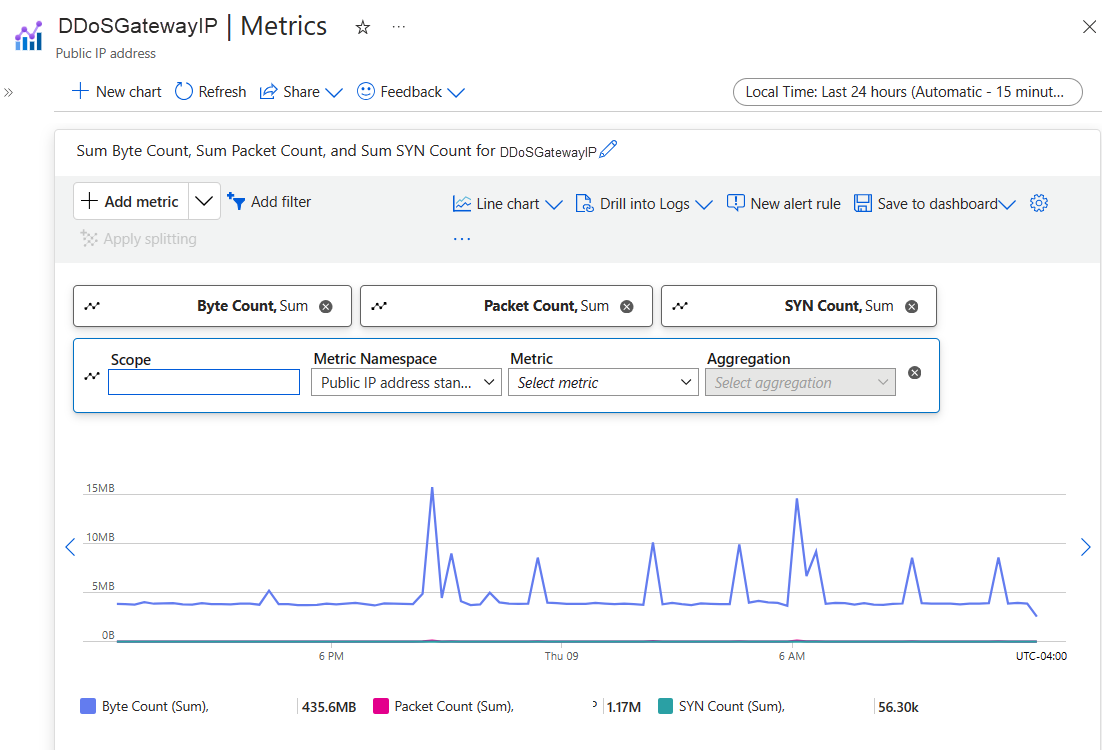 DDoSGatewayIP | Metrics
Public IP address
New chart Refresh Share Feedback
Local Time: Last 24 hours (Automatic - 15 minut...
Sum Byte Count, Sum Packet Count, and Sum SYN Count for DDoSGatewayIP
Add metric Add filter Line chart Drill into Logs New alert rule Save to dashboard
Apply splitting
Byte Count, Sum Packet Count, Sum SYN Count, Sum
Scope Metric Namespace Metric Aggregation
Public IP address stan... Select metric Select aggregation
15MB
10MB
5MB
0B
6 PM Thu 09 6 AM UTC-04:00
Byte Count (Sum), 435.6MB Packet Count (Sum), 1.17M SYN Count (Sum), 56.30k